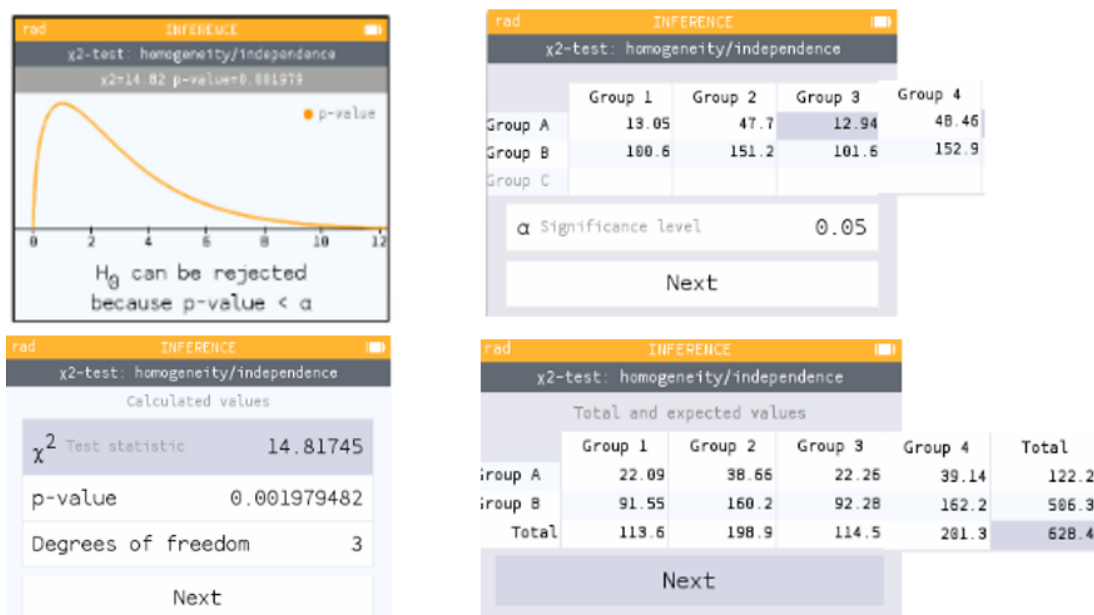 rad INFERENCE
χ2-test: homogeneity/independence
χ2=14.82 p-value=0.001979
p-value
0 2 4 6 8 10 12
H0 can be rejected
because p-value < α
rad INFERENCE
χ2-test: homogeneity/independence
Group 1 Group 2 Group 3 Group 4
Group A 13.05 47.7 12.94 48.46
Group B 100.6 151.2 101.6 152.9
Group C
α Significance level 0.05
Next
rad INFERENCE
χ2-test: homogeneity/independence
Calculated values
χ2 Test statistic 14.81745
p-value 0.001979482
Degrees of freedom 3
Next
rad INFERENCE
χ2-test: homogeneity/independence
Total and expected values
Group 1 Group 2 Group 3 Group 4 Total
Group A 22.09 38.66 22.26 39.14 122.2
Group B 91.55 160.2 92.28 162.2 506.3
Total 113.6 198.9 114.5 201.3 628.4
Next